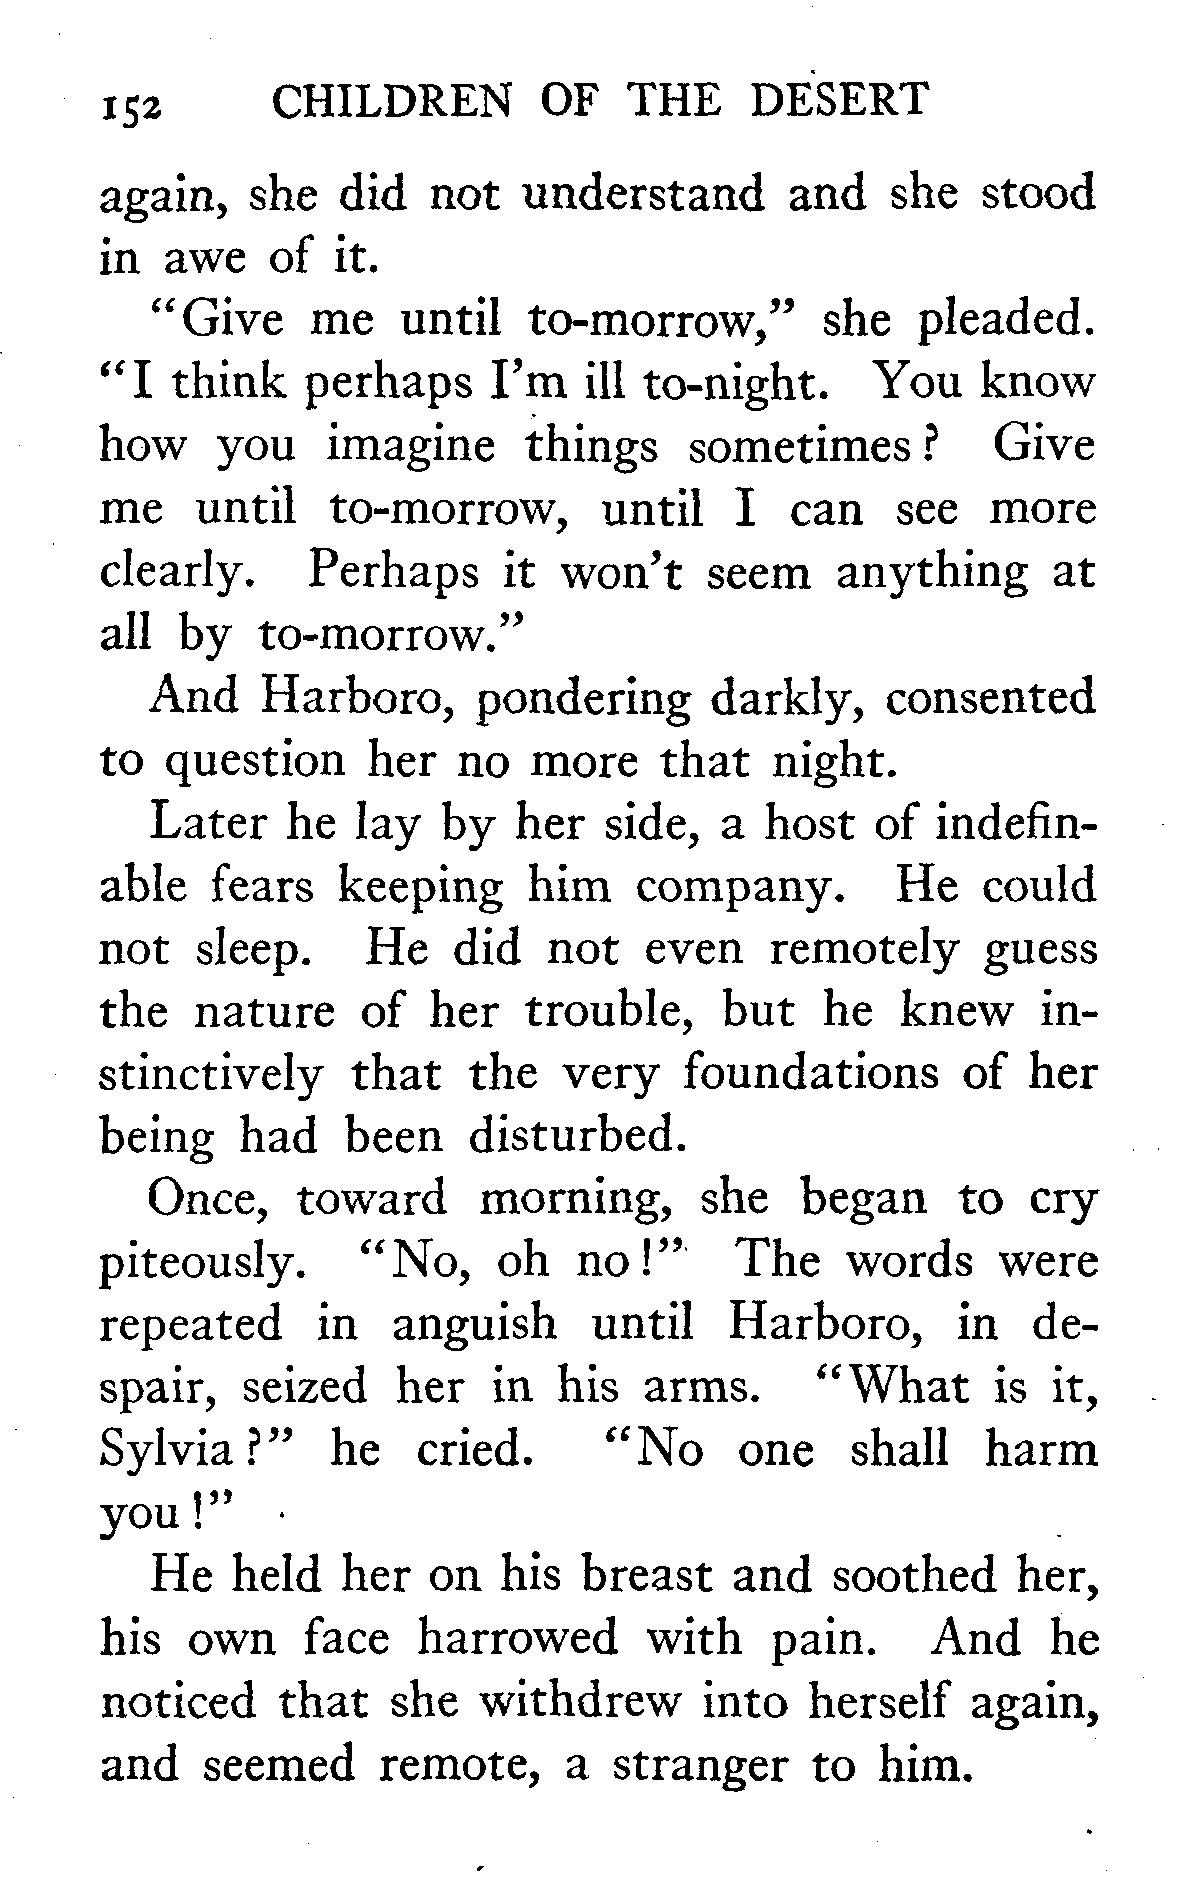 152 CHILDREN OF THE DESERT
again, she did not understand and she stood
in awe of it.
“Give me until to-morrow,” she pleaded.
“I think perhaps I’m ill to-night. You know
how you imagine things sometimes? Give
me until to-morrow, until I can see more
clearly. Perhaps it won’t seem anything at
all by to-morrow.”
And Harboro, pondering darkly, consented
to question her no more that night.
Later he lay by her side, a host of indefin-
able fears keeping him company. He could
not sleep. He did not even remotely guess
the nature of her trouble, but he knew in-
stinctively that the very foundations of her
being had been disturbed.
Once, toward morning, she began to cry
piteously. “No, oh no!” The words were
repeated in anguish until Harboro, in de-
spair, seized her in his arms. “What is it,
Sylvia?” he cried. “No one shall harm
you!”
He held her on his breast and soothed her,
his own face harrowed with pain. And he
noticed that she withdrew into herself again,
and seemed remote, a stranger to him.